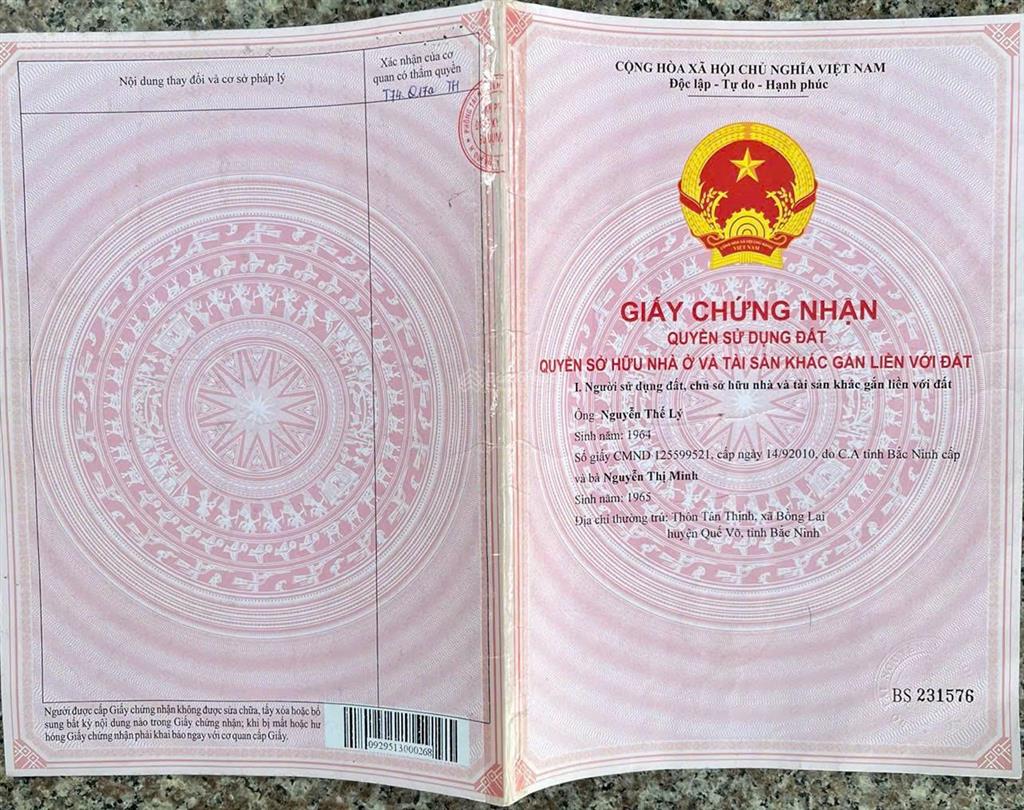 Nội dung thay đổi và cơ sở pháp lý
Xác nhận của cơ
quan có thẩm quyền
Người được cấp Giấy chứng nhận không được sửa chữa, tẩy xóa hoặc bổ
sung bất kỳ nội dung nào trong Giấy chứng nhận; khi bị mất hoặc hư
hỏng Giấy chứng nhận phải khai báo ngay với cơ quan cấp Giấy.
0929513000268
CỘNG HÒA XÃ HỘI CHỦ NGHĨA VIỆT NAM
Độc lập - Tự do - Hạnh phúc
VIỆT NAM
GIẤY CHỨNG NHẬN
QUYỀN SỬ DỤNG ĐẤT
QUYỀN SỞ HỮU NHÀ Ở VÀ TÀI SẢN KHÁC GẮN LIỀN VỚI ĐẤT
I. Người sử dụng đất, chủ sở hữu nhà và tài sản khác gắn liền với đất
Ông Nguyễn Thế Lý
Sinh năm: 1964
Số giấy CMND 125599521, cấp ngày 14/92010, do C.A tỉnh Bắc Ninh cấp
và bà Nguyễn Thị Minh
Sinh năm: 1965
Địa chỉ thường trú: Thôn Tân Thịnh, xã Bồng Lai
huyện Quế Võ, tỉnh Bắc Ninh
BS 231576